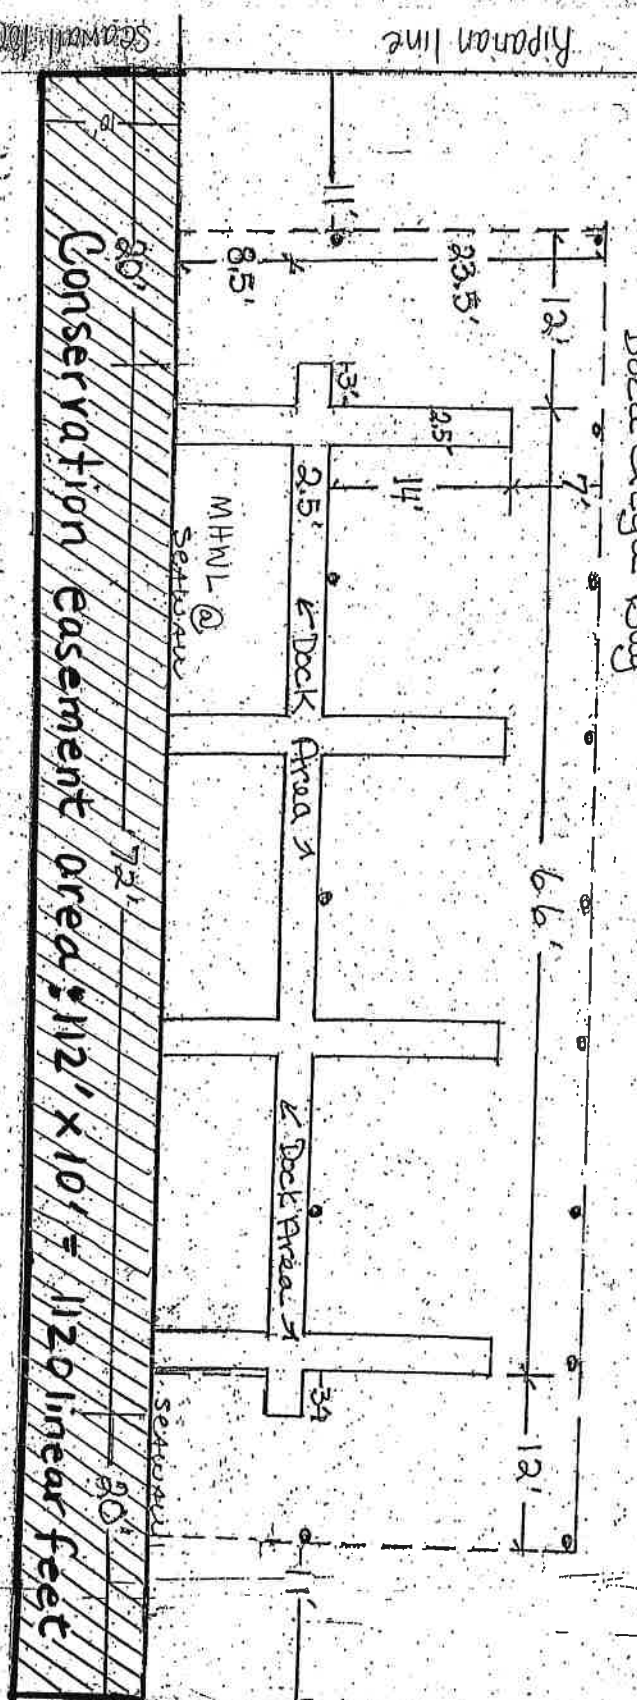 Riparian line
Seawall
10'
11'
23.5'
8.5'
20'
12'
3'
2.5'
7'
14'
2.5'
MHWL @
Seawall
← Dock Area →
66'
72'
← Dock Area →
3'
12'
Seawall
20'
11'
Conservation easement area: 112' x 10' = 1120 linear feet